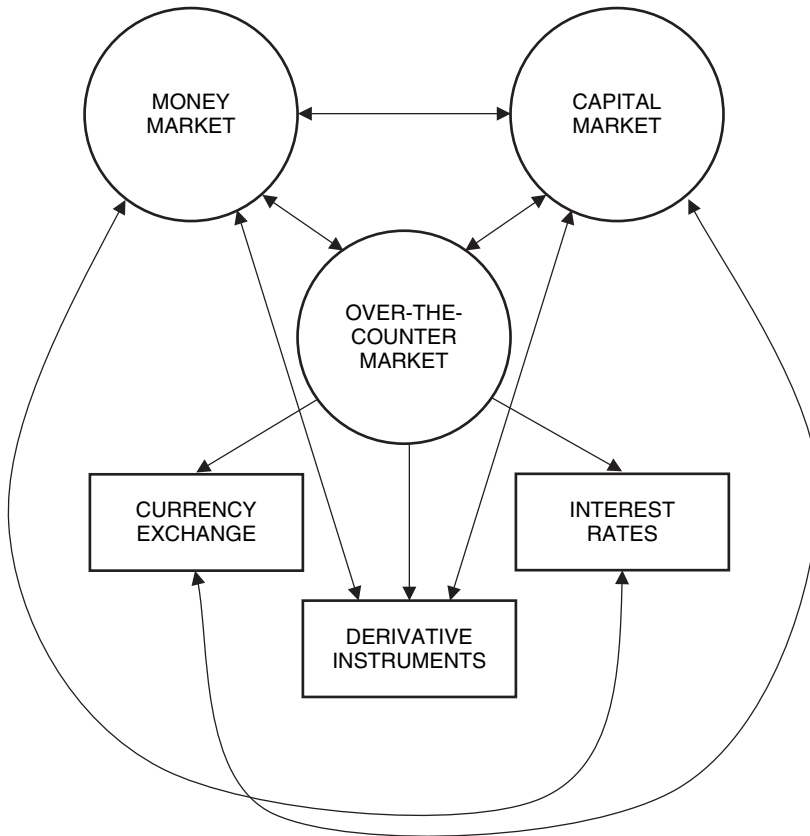 MONEY
MARKET
CAPITAL
MARKET
OVER-THE-
COUNTER
MARKET
CURRENCY
EXCHANGE
INTEREST
RATES
DERIVATIVE
INSTRUMENTS